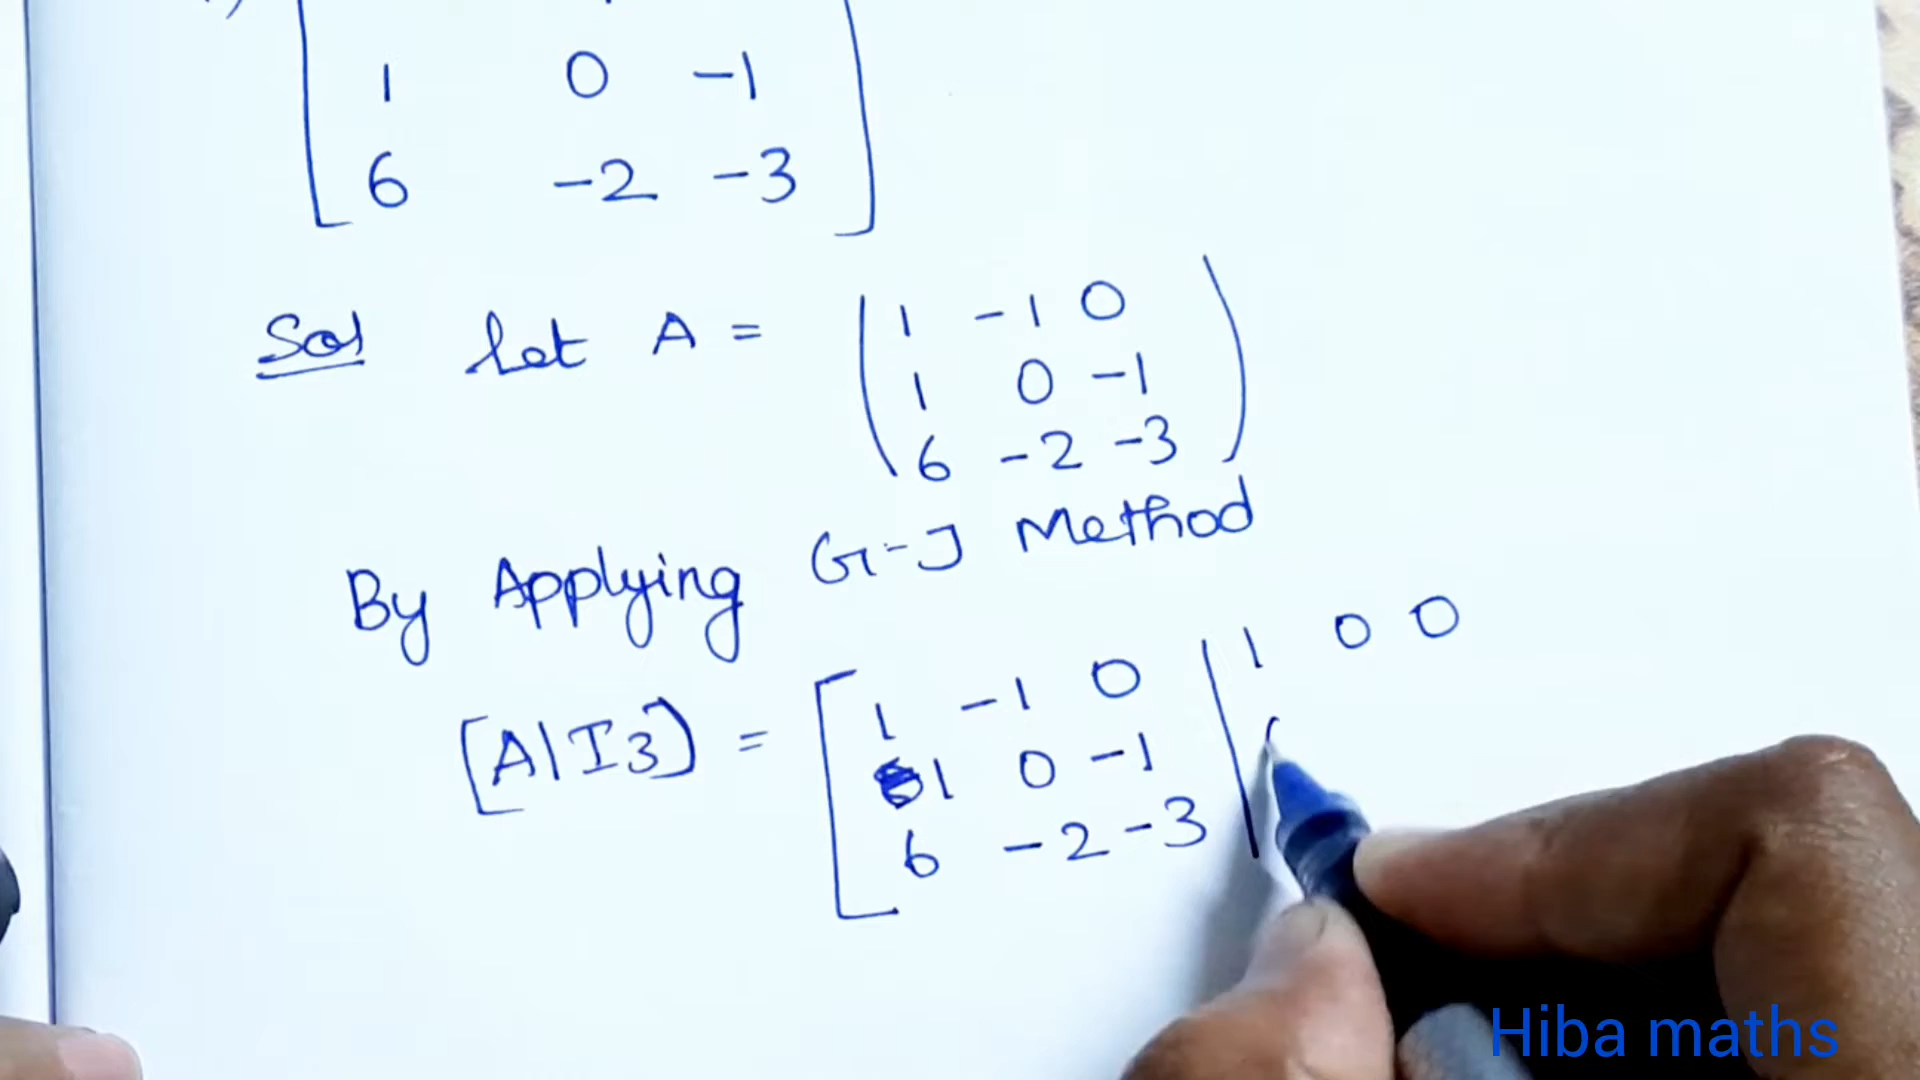 1 0 -1
6 -2 -3
Sol let A = 1 -1 0
1 0 -1
6 -2 -3
By Applying G-J Method
[A|I3] = [1 -1 0 | 1 0 0
1 0 -1
6 -2 -3
Hiba maths